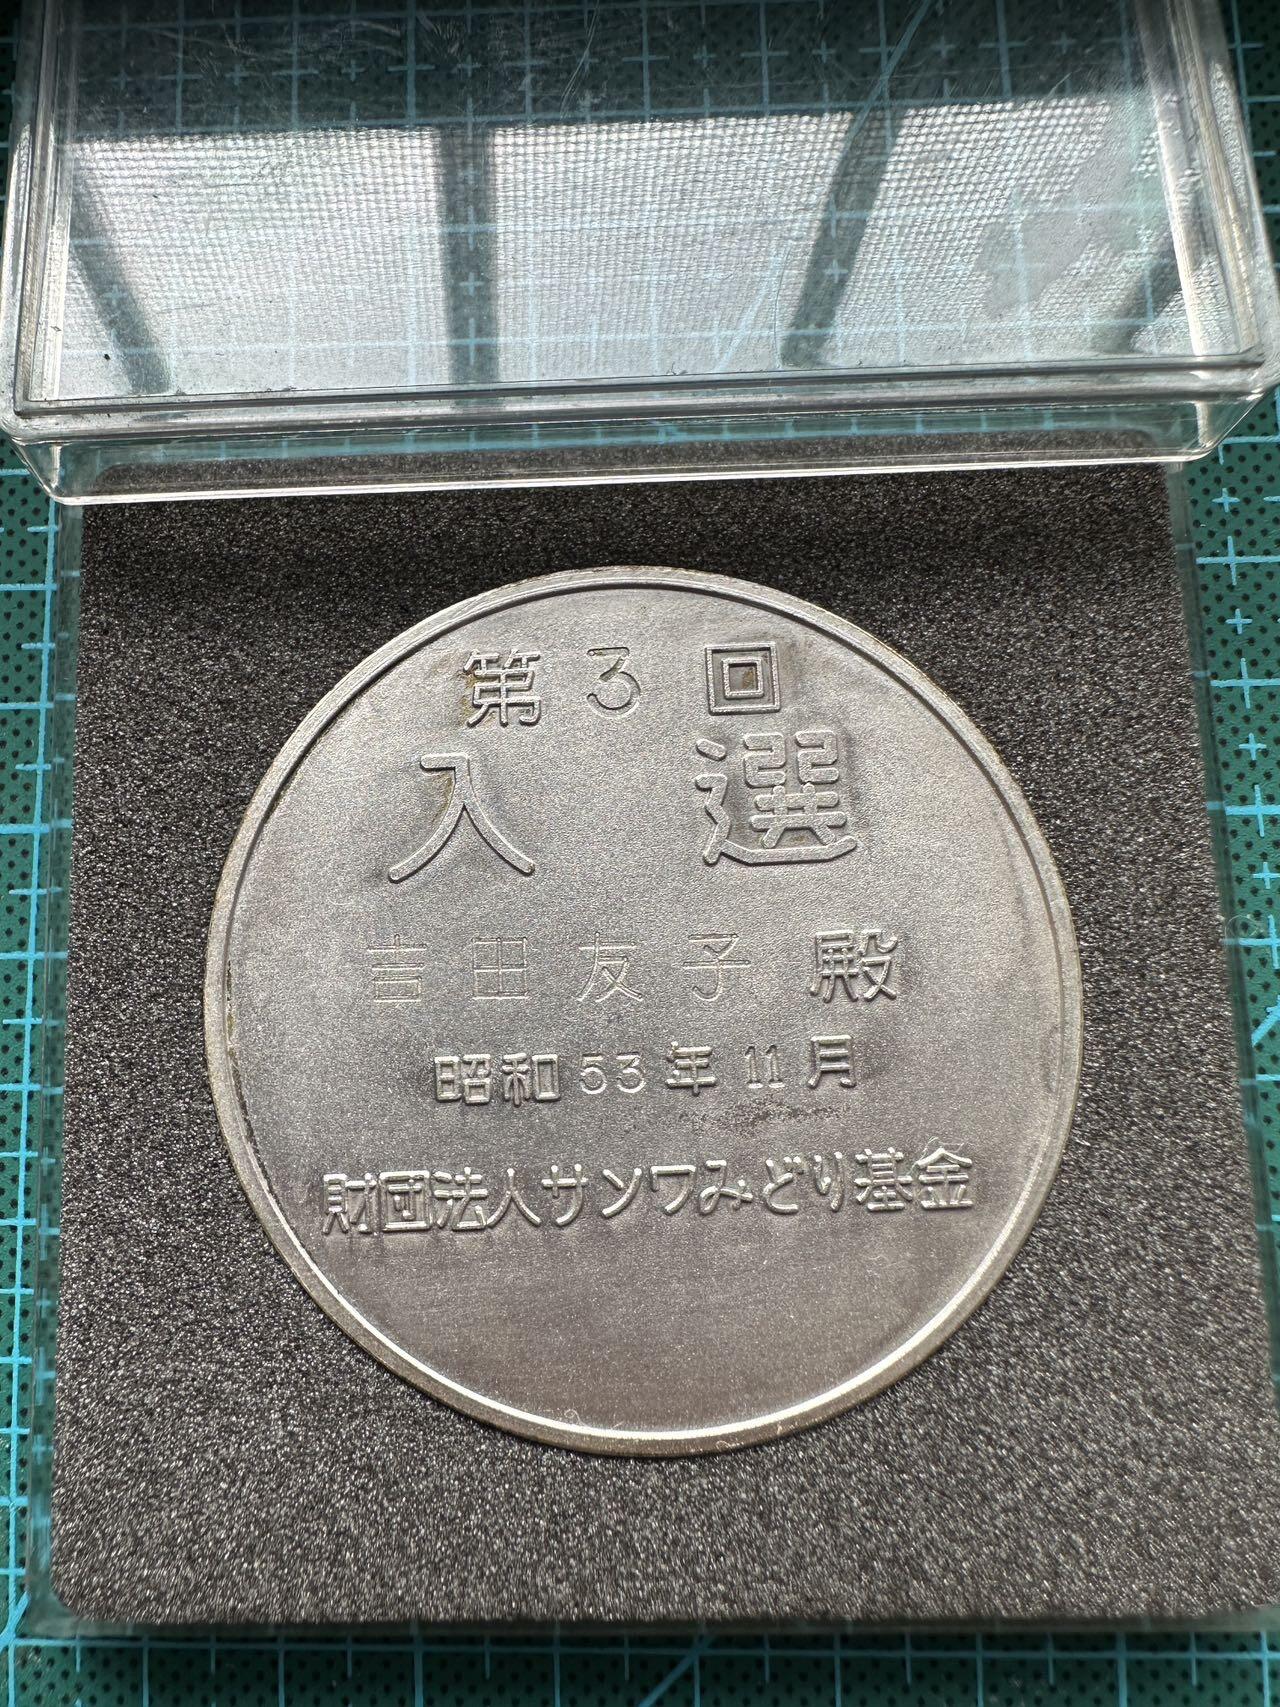 第3回
入選
吉田友子殿
昭和53年11月
財団法人サンワみどり基金